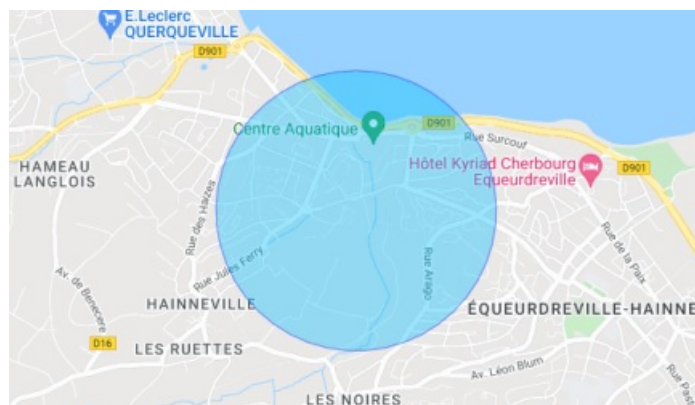 E.Leclerc
QUERQUEVILLE
D901
Centre Aquatique
D901
Rue Surcouf
Hôtel Kyriad Cherbourg
Equeurdreville
D901
HAMEAU
LANGLOIS
Rue des Haizes
Rue de la Paix
Rue Jules Ferry
Rue Arago
Av. de Benecere
HAINNEVILLE
ÉQUEURDREVILLE-HAINNE
D16
LES RUETTES
Av. Léon Blum
LES NOIRES